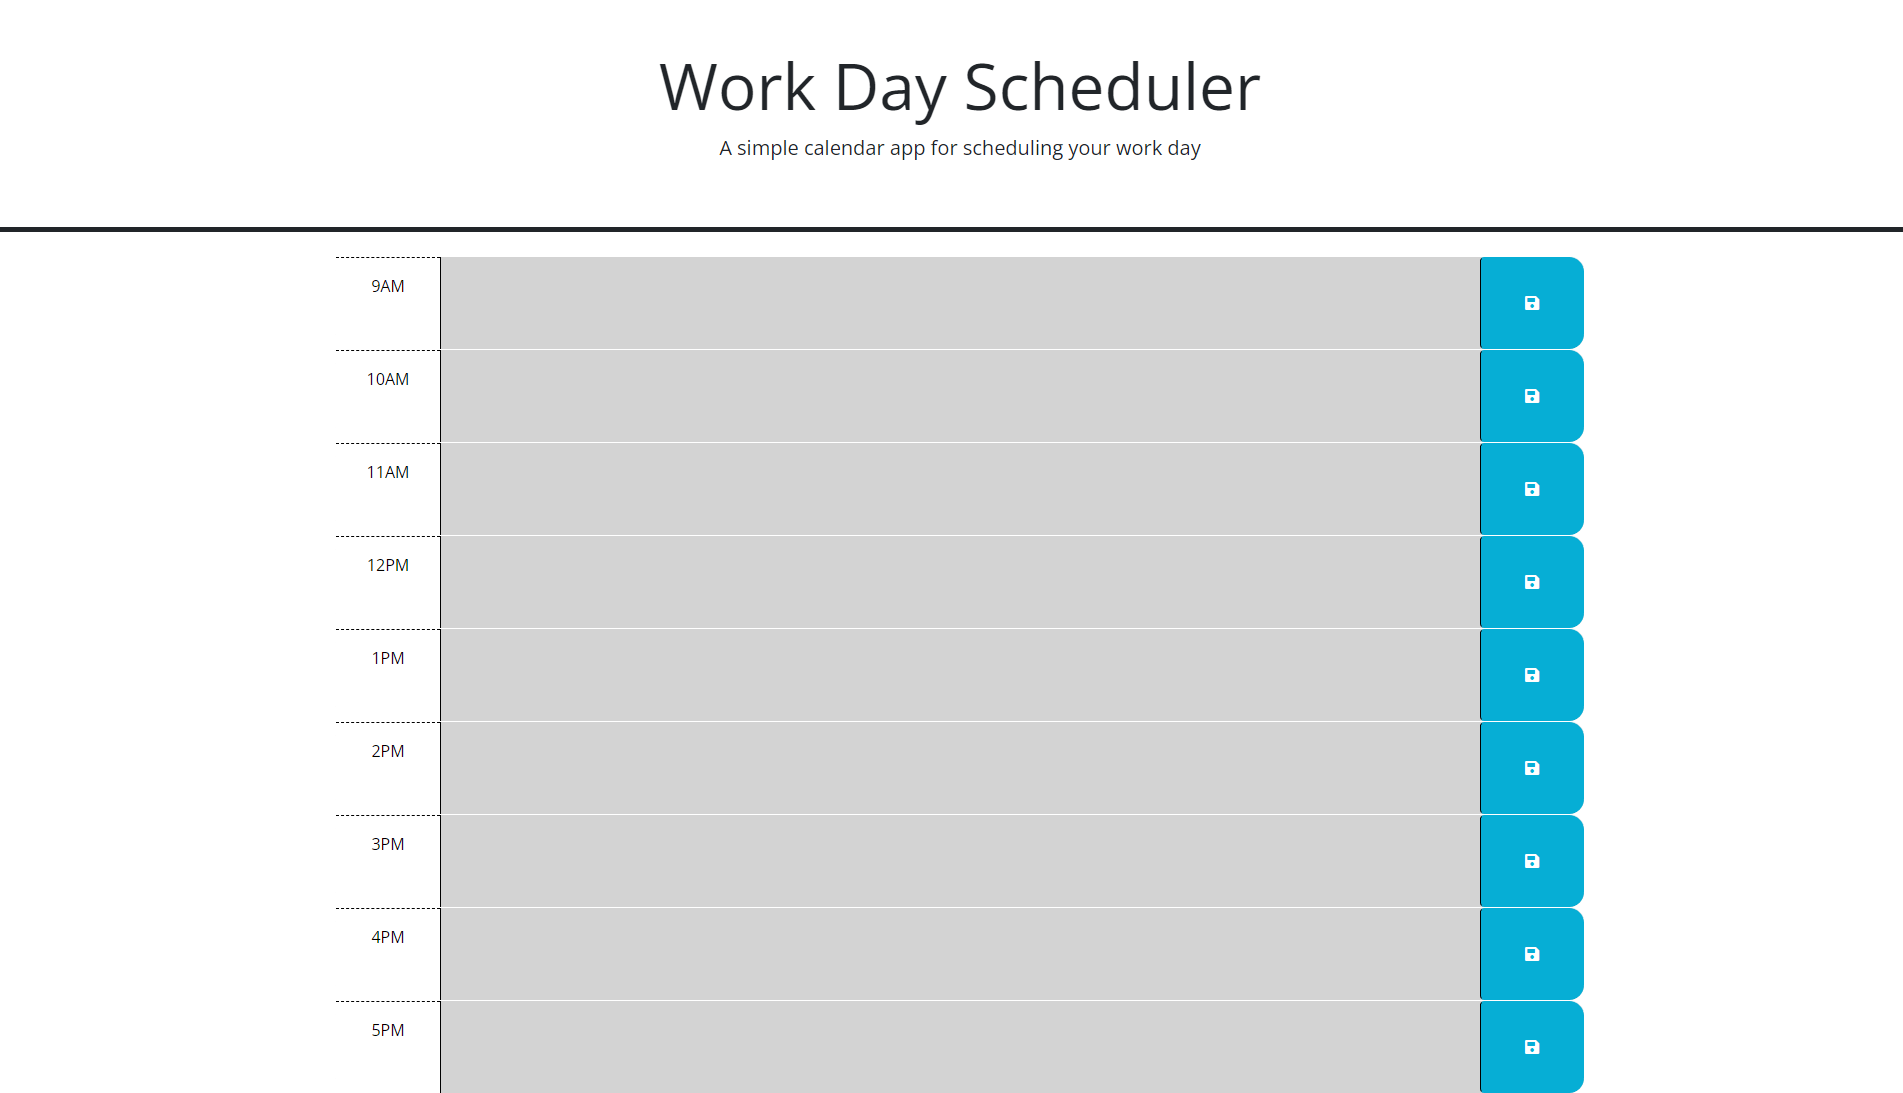 Work Day Scheduler
A simple calendar app for scheduling your work day
9AM
10AM
11AM
12PM
1PM
2PM
3PM
4PM
5PM